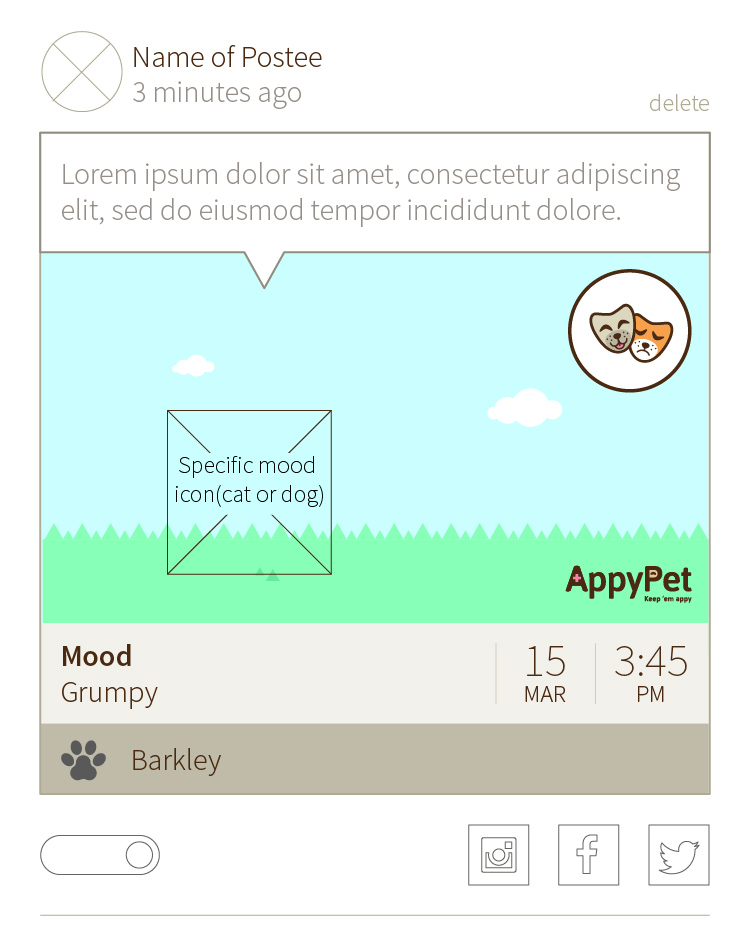 Name of Postee
3 minutes ago
delete
Lorem ipsum dolor sit amet, consectetur adipiscing
elit, sed do eiusmod tempor incididunt dolore.
Specific mood
icon(cat or dog)
AppyPet
Keep 'em appy
Mood
Grumpy
15
MAR
3:45
PM
Barkley